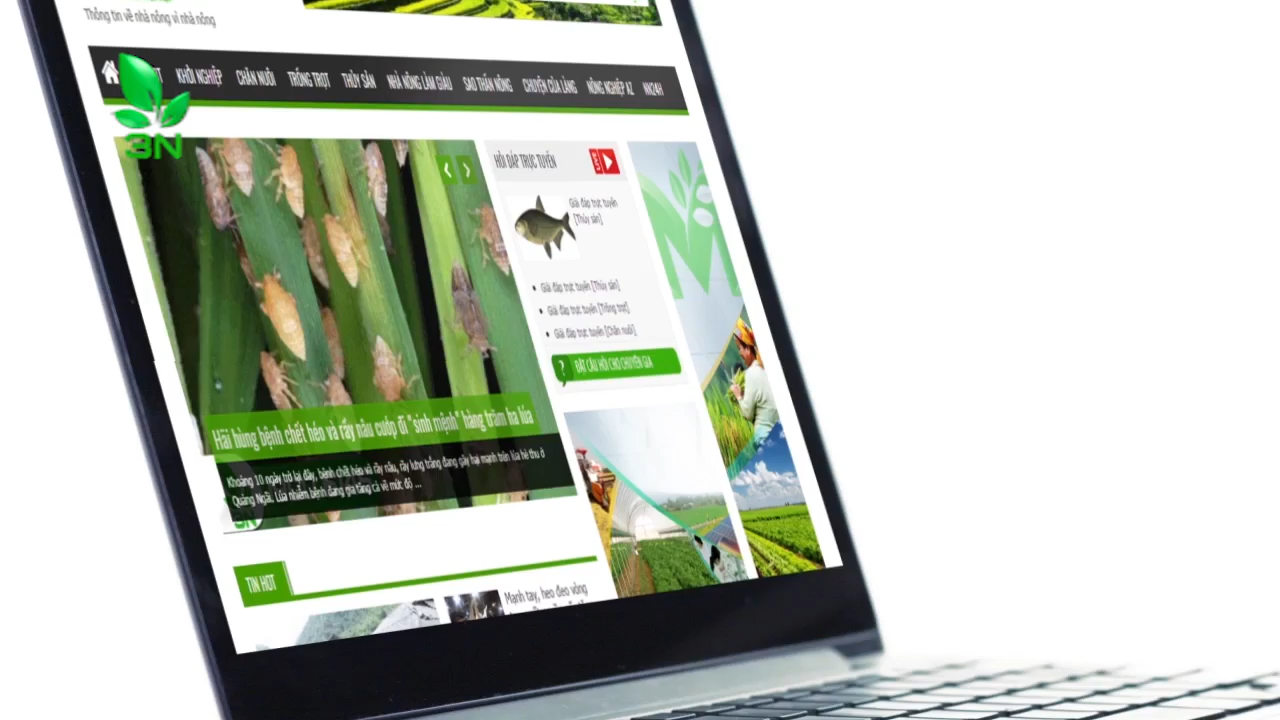 Thông tin về nhà nông vì nhà nông
KHỞI NGHIỆP CHĂN NUÔI TRỒNG TRỌT THỦY SẢN NHÀ NÔNG LÀM GIÀU SAO THẦN NÔNG CHUYỆN CỦA LÀNG NÔNG NGHIỆP AZ NN24H
3N
HỎI ĐÁP TRỰC TUYẾN
LIVE
Giải đáp trực tuyến
[Thủy sản]
Giải đáp trực tuyến [Thủy sản]
Giải đáp trực tuyến [Trồng trọt]
Giải đáp trực tuyến [Chăn nuôi]
? ĐẶT CÂU HỎI CHO CHUYÊN GIA
Hãi hùng bệnh chết héo và rầy nâu cướp đi "sinh mệnh" hàng trăm ha lúa
Khoảng 10 ngày trở lại đây, bệnh chết héo và rầy nâu, rầy lưng trắng đang gây hại mạnh trên lúa hè thu ở
Quảng Ngãi. Lúa nhiễm bệnh đang gia tăng cả về mức độ ...
3N
TIN HOT
Mạnh tay, heo đeo vòng